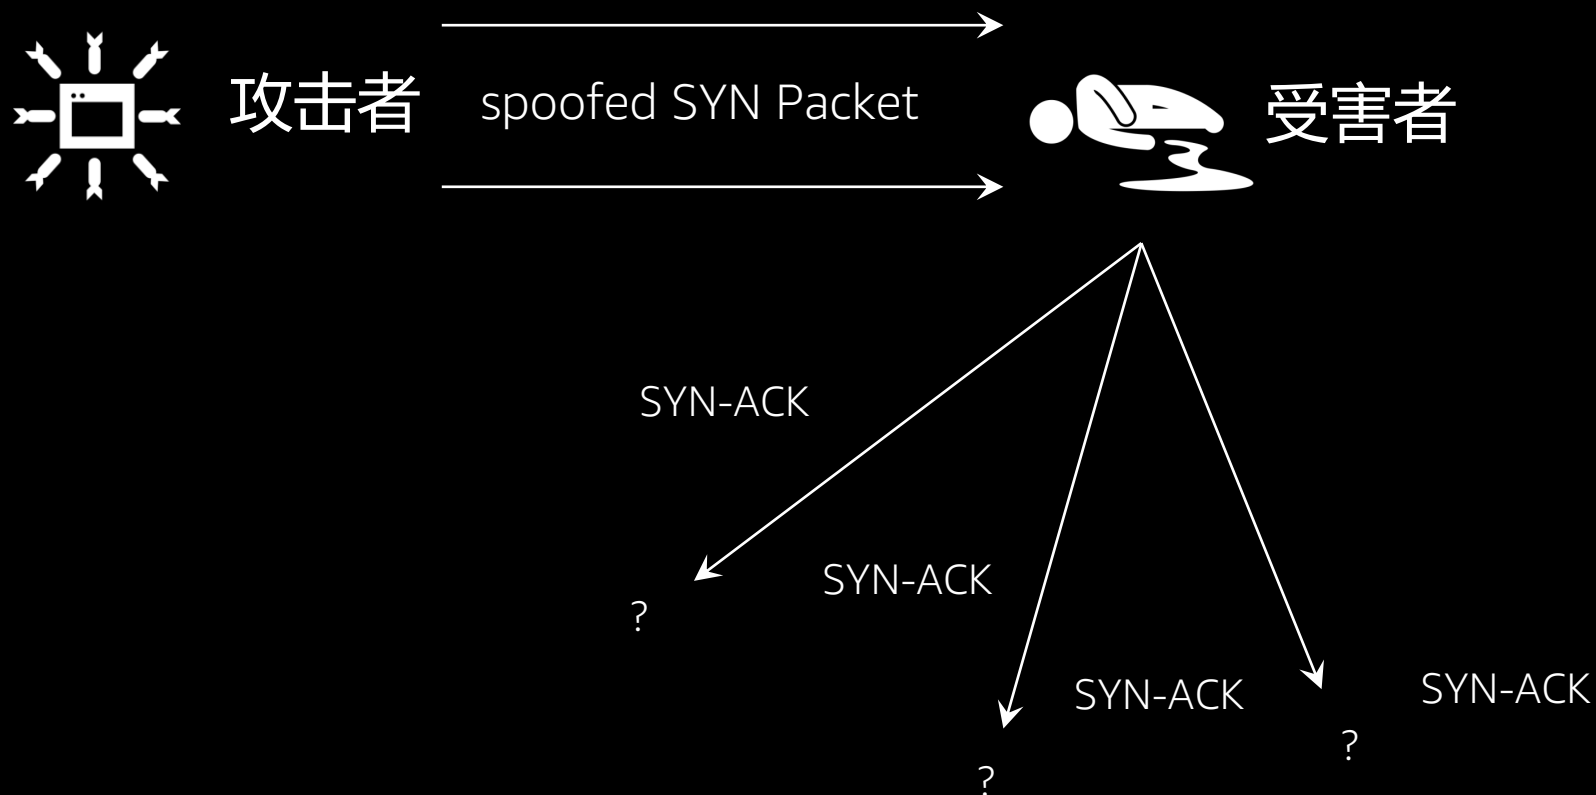 攻击者
spoofed SYN Packet
受害者
SYN-ACK
SYN-ACK
?
SYN-ACK
SYN-ACK
?
?